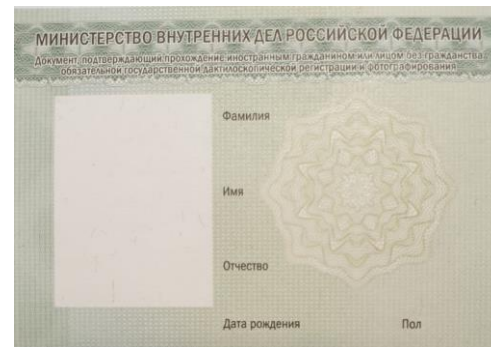 МИНИСТЕРСТВО ВНУТРЕННИХ ДЕЛ РОССИЙСКОЙ ФЕДЕРАЦИИ
Документ, подтверждающий прохождение иностранным гражданином или лицом без гражданства
обязательной государственной дактилоскопической регистрации и фотографирования
Фамилия
Имя
Отчество
Дата рождения Пол